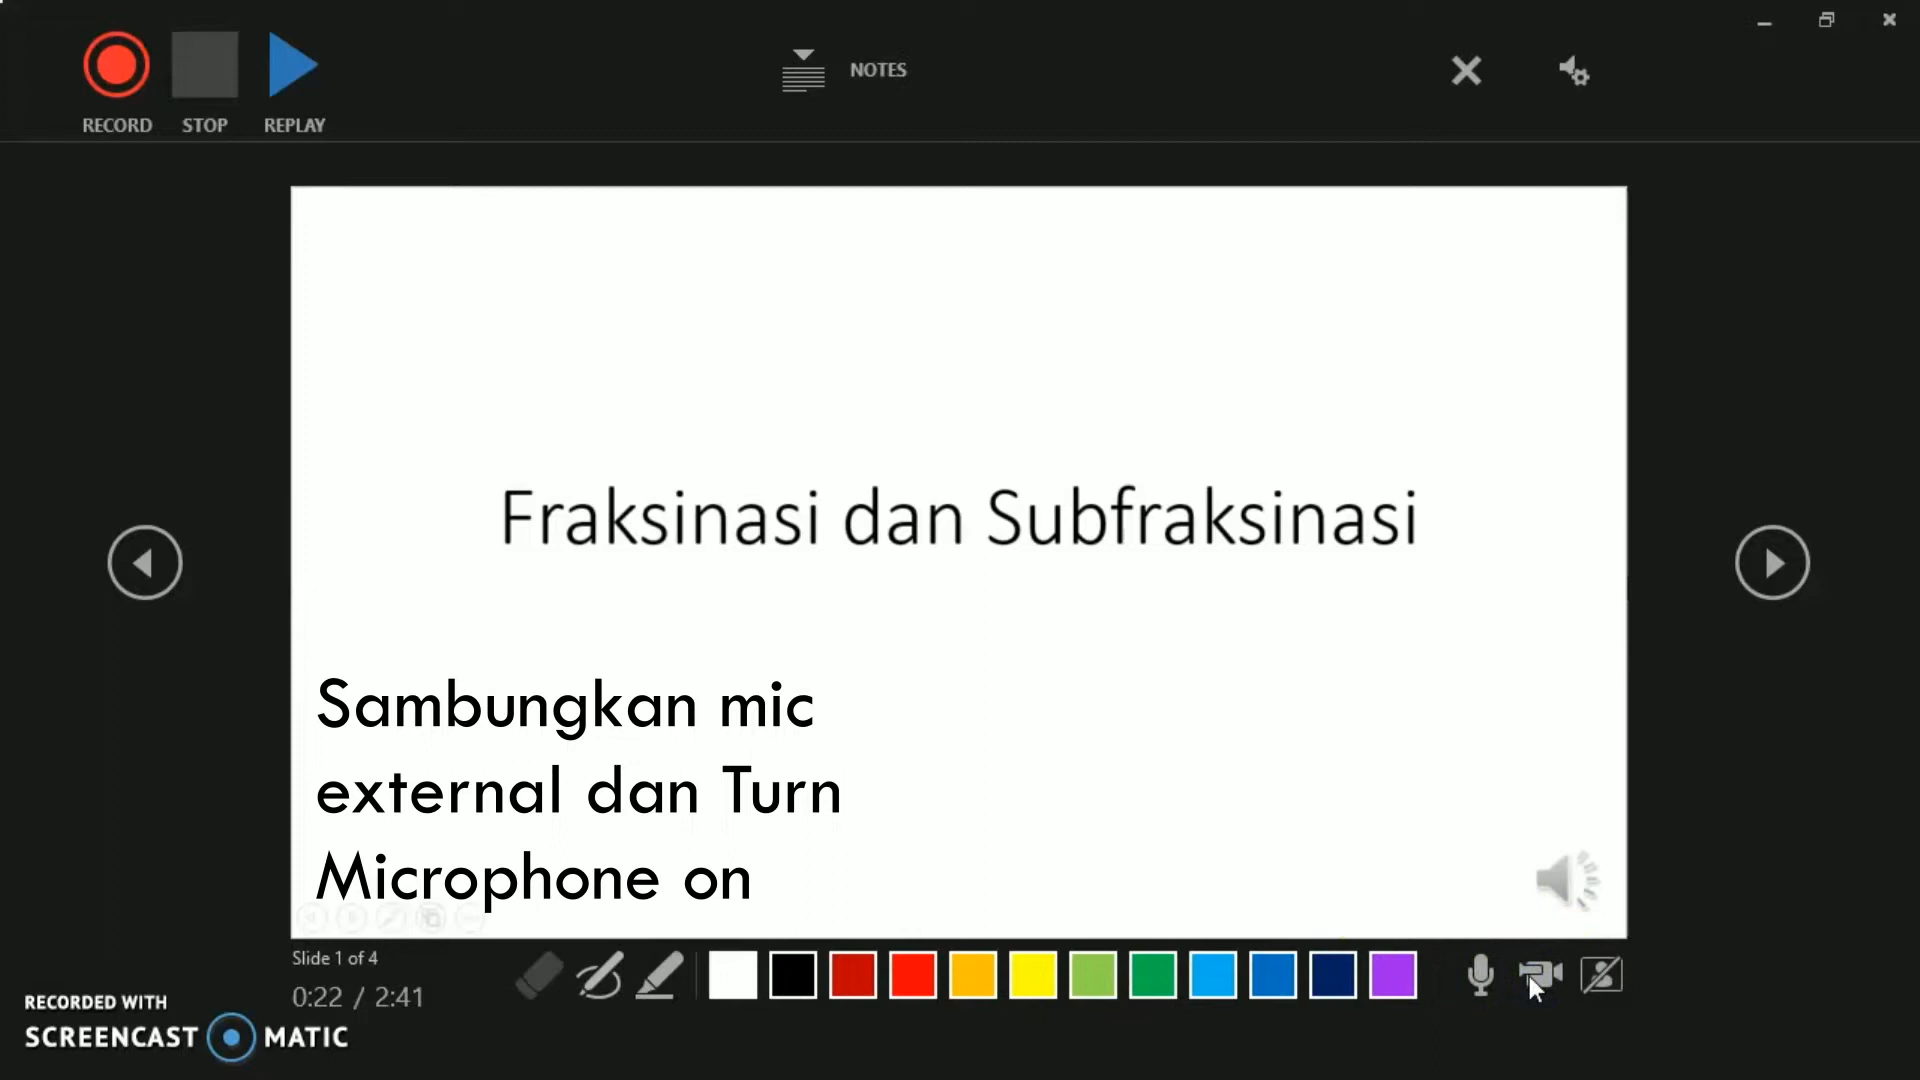 RECORD STOP REPLAY
NOTES
Fraksinasi dan Subfraksinasi
Sambungkan mic
external dan Turn
Microphone on
Slide 1 of 4
0:22 / 2:41
RECORDED WITH
SCREENCAST MATIC